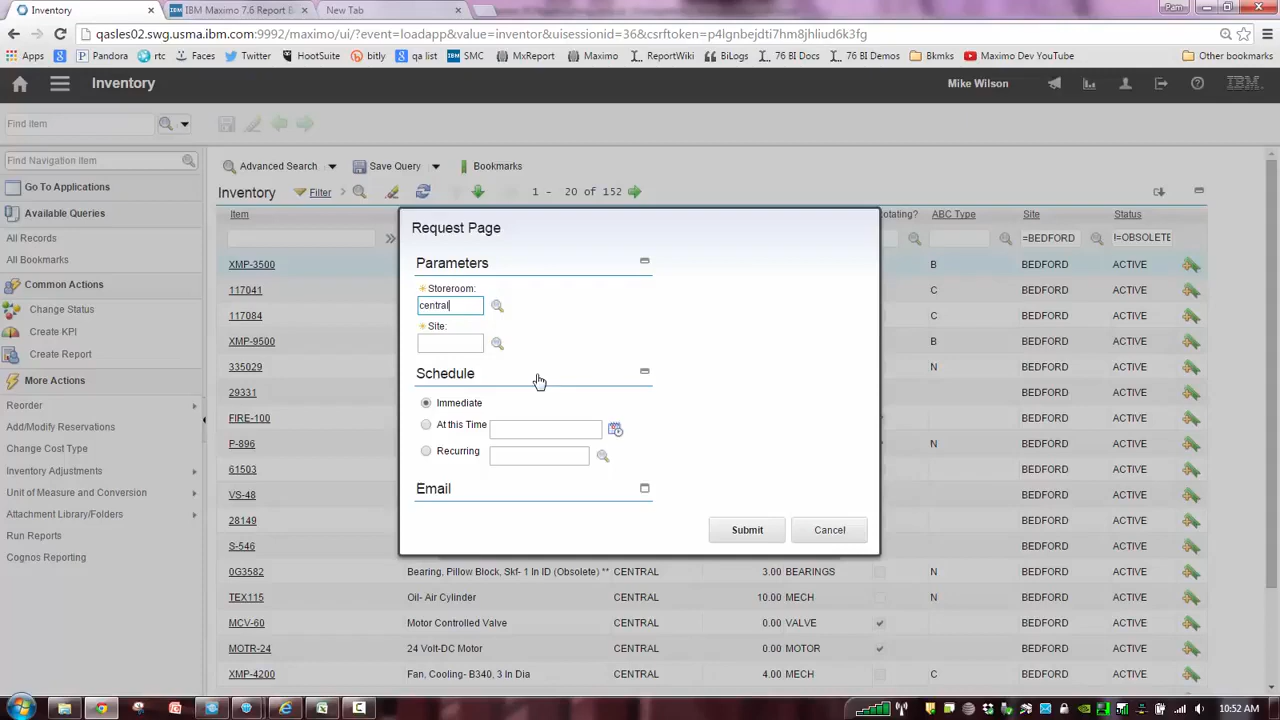 Inventory
IBM Maximo 7.6 Report B
New Tab
Pam
qasles02.swg.usma.ibm.com:9992/maximo/ui/?event=loadapp&value=inventor&uisessionid=36&csrftoken=p4lgnbejdti7hm8jhliud6k3fg
Apps
Pandora
rtc
Facebook
Twitter
HootSuite
bitly
qa list
SMC
MxReport
Maximo
ReportWiki
BiLogs
76 BI Docs
76 BI Demos
Bkmks
Maximo Dev YouTube
Other bookmarks
Inventory
Mike Wilson
IBM
Find Item
Find Navigation Item
Go To Applications
Available Queries
All Records
All Bookmarks
Common Actions
Change Status
Create KPI
Create Report
More Actions
Reorder
Add/Modify Reservations
Change Cost Type
Inventory Adjustments
Unit of Measure and Conversion
Attachment Library/Folders
Run Reports
Cognos Reporting
Advanced Search
Save Query
Bookmarks
Inventory
Filter
1 - 20 of 152
Item
otating?
ABC Type
Site
Status
=BEDFORD
!=OBSOLETE
XMP-3500 B BEDFORD ACTIVE
117041 C BEDFORD ACTIVE
117084 C BEDFORD ACTIVE
XMP-9500 N BEDFORD ACTIVE
335029 N BEDFORD ACTIVE
29331 BEDFORD ACTIVE
FIRE-100 BEDFORD ACTIVE
P-896 N BEDFORD ACTIVE
61503 BEDFORD ACTIVE
VS-48 BEDFORD ACTIVE
28149 BEDFORD ACTIVE
S-546 BEDFORD ACTIVE
0G3582 Bearing, Pillow Block, Skf- 1 In ID (Obsolete) ** CENTRAL 3.00 BEARINGS N BEDFORD ACTIVE
TEX115 Oil- Air Cylinder CENTRAL 10.00 MECH N BEDFORD ACTIVE
MCV-60 Motor Controlled Valve CENTRAL 0.00 VALVE BEDFORD ACTIVE
MOTR-24 24 Volt-DC Motor CENTRAL 0.00 MOTOR BEDFORD ACTIVE
XMP-4200 Fan, Cooling- B340, 3 In Dia CENTRAL 4.00 MECH C BEDFORD ACTIVE
Request Page
Parameters
Storeroom:
central
Site:
Schedule
Immediate
At this Time
Recurring
Email
Submit
Cancel
10:52 AM